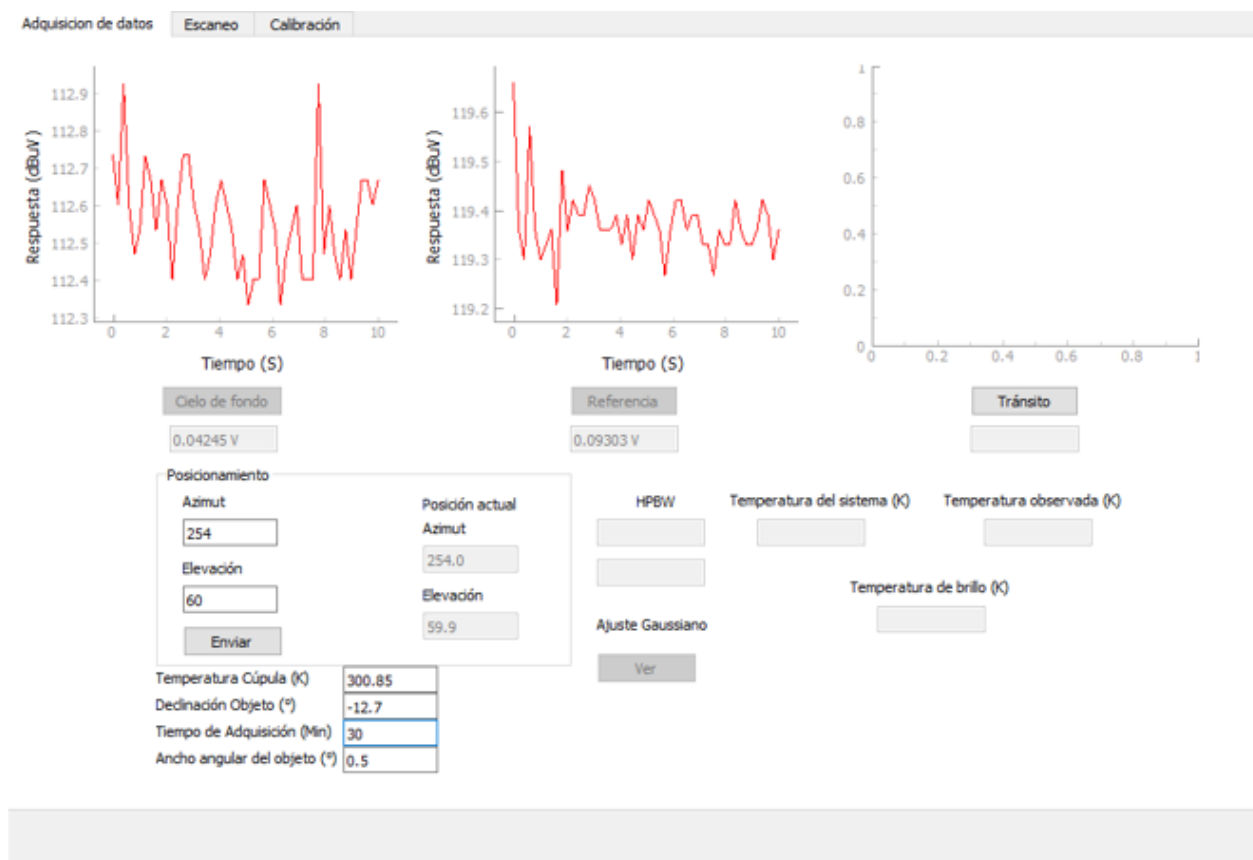 Adquisicion de datos Escaneo Calibración
Respuesta (dBuV)
112.9
112.8
112.7
112.6
112.5
112.4
112.3
0 2 4 6 8 10
Tiempo (S)
Respuesta (dBuV)
119.6
119.5
119.4
119.3
119.2
0 2 4 6 8 10
Tiempo (S)
1
0.8
0.6
0.4
0.2
0
0 0.2 0.4 0.6 0.8 1
Cielo de fondo
0.04245 V
Referencia
0.09303 V
Tránsito
Posicionamiento
Azimut
254
Elevación
60
Enviar
Posición actual
Azimut
254.0
Elevación
59.9
HPBW
Temperatura del sistema (K)
Temperatura observada (K)
Temperatura de brillo (K)
Ajuste Gaussiano
Ver
Temperatura Cúpula (K) 300.85
Declinación Objeto (°) -12.7
Tiempo de Adquisición (Min) 30
Ancho angular del objeto (°) 0.5